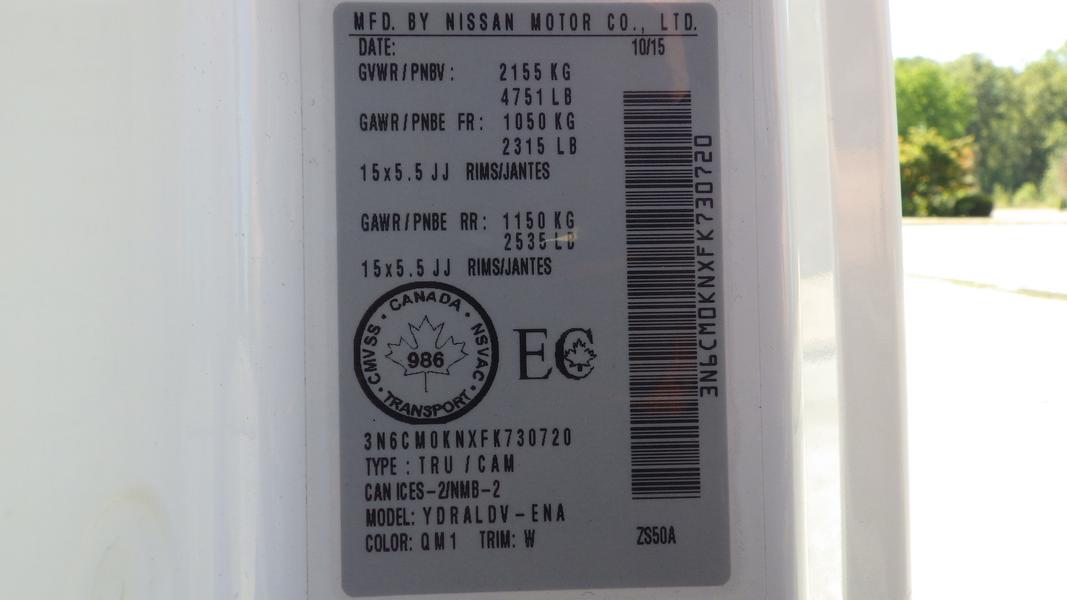 MFD. BY NISSAN MOTOR CO., LTD.
DATE: 10/15
GVWR/PNBV: 2155 KG
4751 LB
GAWR/PNBE FR: 1050 KG
2315 LB
15x5.5 JJ RIMS/JANTES
GAWR/PNBE RR: 1150 KG
2535 LB
15x5.5 JJ RIMS/JANTES
CANADA
CMVSS • NSVAC
986
TRANSPORT
EC
3N6CM0KNXFK730720
TYPE: TRU/CAM
CAN ICES-2/NMB-2
MODEL: YDRALDV-ENA
COLOR: QM1 TRIM: W
ZS50A
3N6CM0KNXFK730720